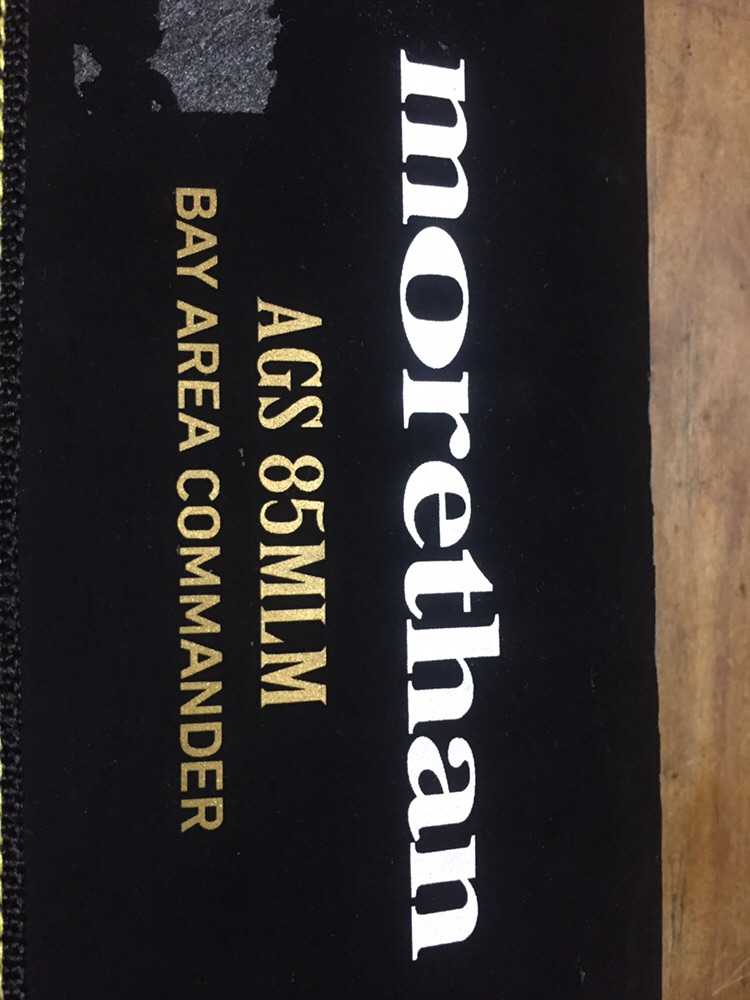 morethan
AGS 85MLM
BAY AREA COMMANDER